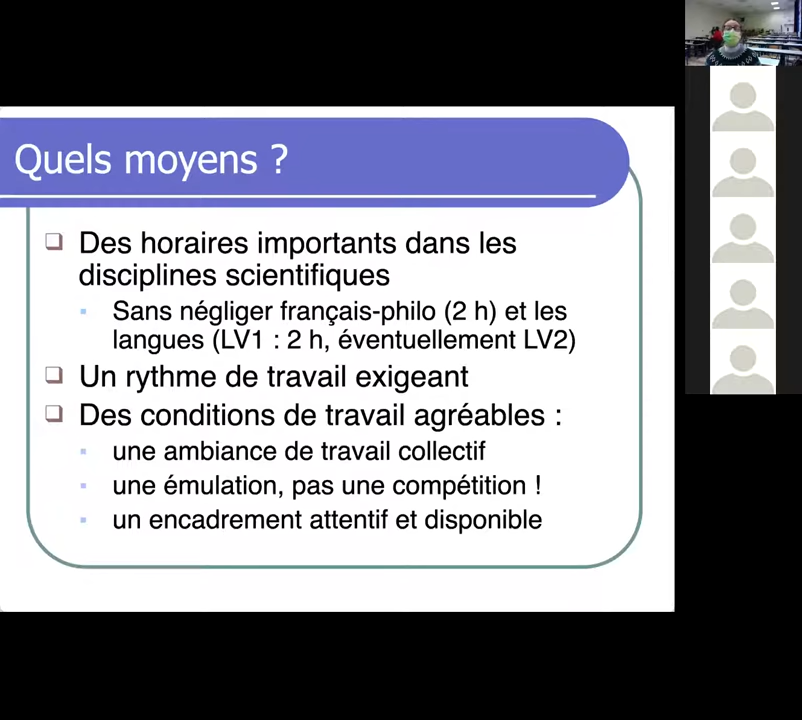 Quels moyens ?
Des horaires importants dans les
disciplines scientifiques
Sans négliger français-philo (2 h) et les
langues (LV1 : 2 h, éventuellement LV2)
Un rythme de travail exigeant
Des conditions de travail agréables :
une ambiance de travail collectif
une émulation, pas une compétition !
un encadrement attentif et disponible